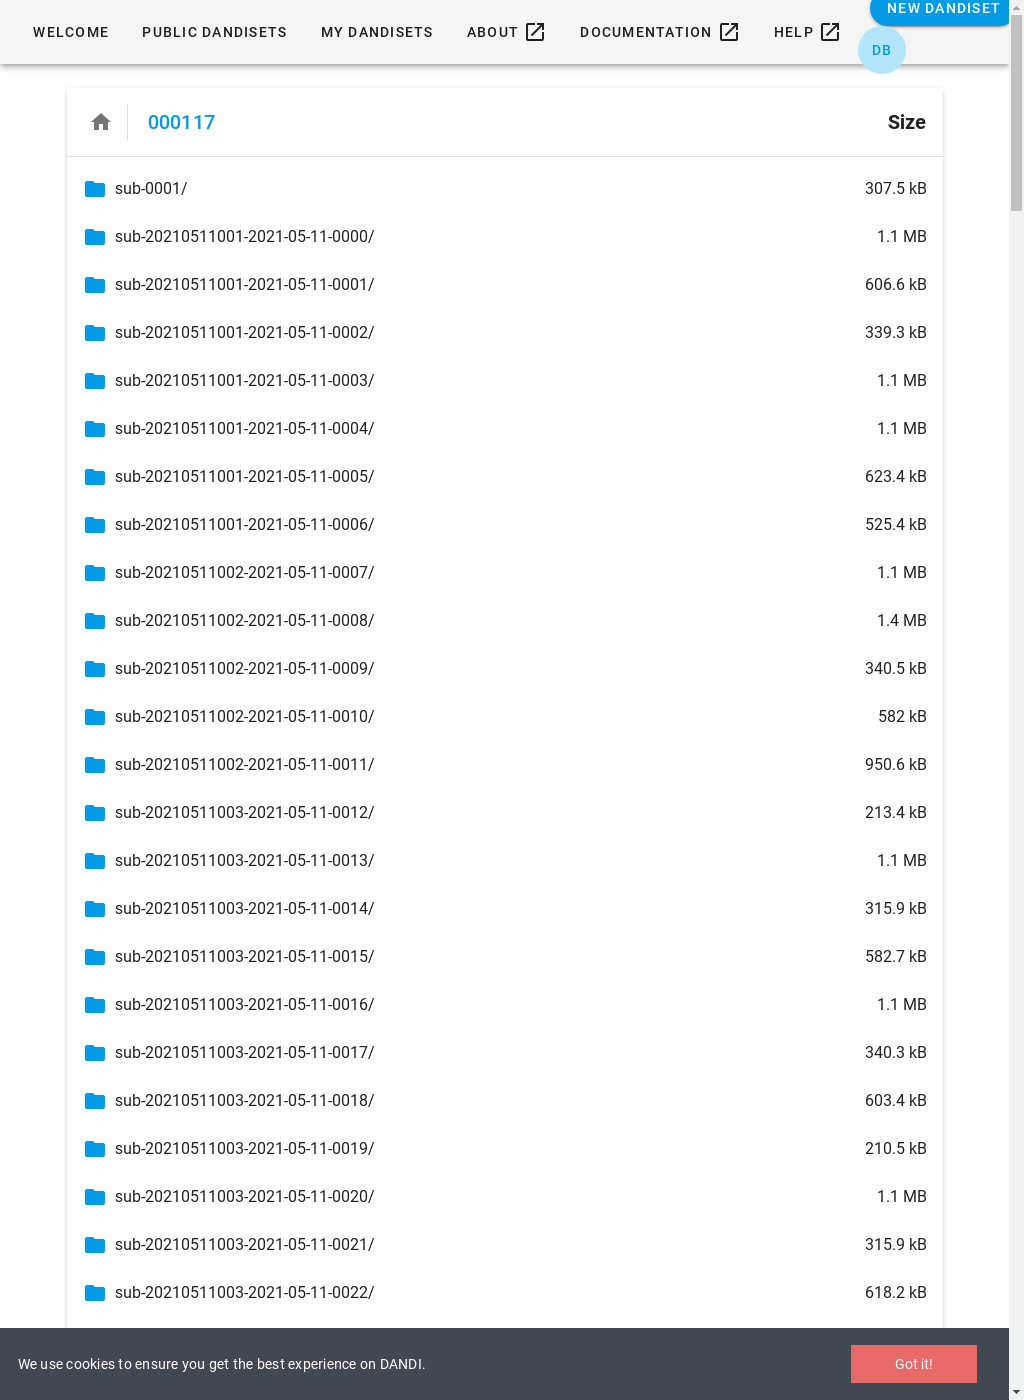 WELCOME PUBLIC DANDISETS MY DANDISETS ABOUT DOCUMENTATION HELP NEW DANDISET
DB
000117 Size
sub-0001/ 307.5 kB
sub-20210511001-2021-05-11-0000/ 1.1 MB
sub-20210511001-2021-05-11-0001/ 606.6 kB
sub-20210511001-2021-05-11-0002/ 339.3 kB
sub-20210511001-2021-05-11-0003/ 1.1 MB
sub-20210511001-2021-05-11-0004/ 1.1 MB
sub-20210511001-2021-05-11-0005/ 623.4 kB
sub-20210511001-2021-05-11-0006/ 525.4 kB
sub-20210511002-2021-05-11-0007/ 1.1 MB
sub-20210511002-2021-05-11-0008/ 1.4 MB
sub-20210511002-2021-05-11-0009/ 340.5 kB
sub-20210511002-2021-05-11-0010/ 582 kB
sub-20210511002-2021-05-11-0011/ 950.6 kB
sub-20210511003-2021-05-11-0012/ 213.4 kB
sub-20210511003-2021-05-11-0013/ 1.1 MB
sub-20210511003-2021-05-11-0014/ 315.9 kB
sub-20210511003-2021-05-11-0015/ 582.7 kB
sub-20210511003-2021-05-11-0016/ 1.1 MB
sub-20210511003-2021-05-11-0017/ 340.3 kB
sub-20210511003-2021-05-11-0018/ 603.4 kB
sub-20210511003-2021-05-11-0019/ 210.5 kB
sub-20210511003-2021-05-11-0020/ 1.1 MB
sub-20210511003-2021-05-11-0021/ 315.9 kB
sub-20210511003-2021-05-11-0022/ 618.2 kB
We use cookies to ensure you get the best experience on DANDI. Got it!